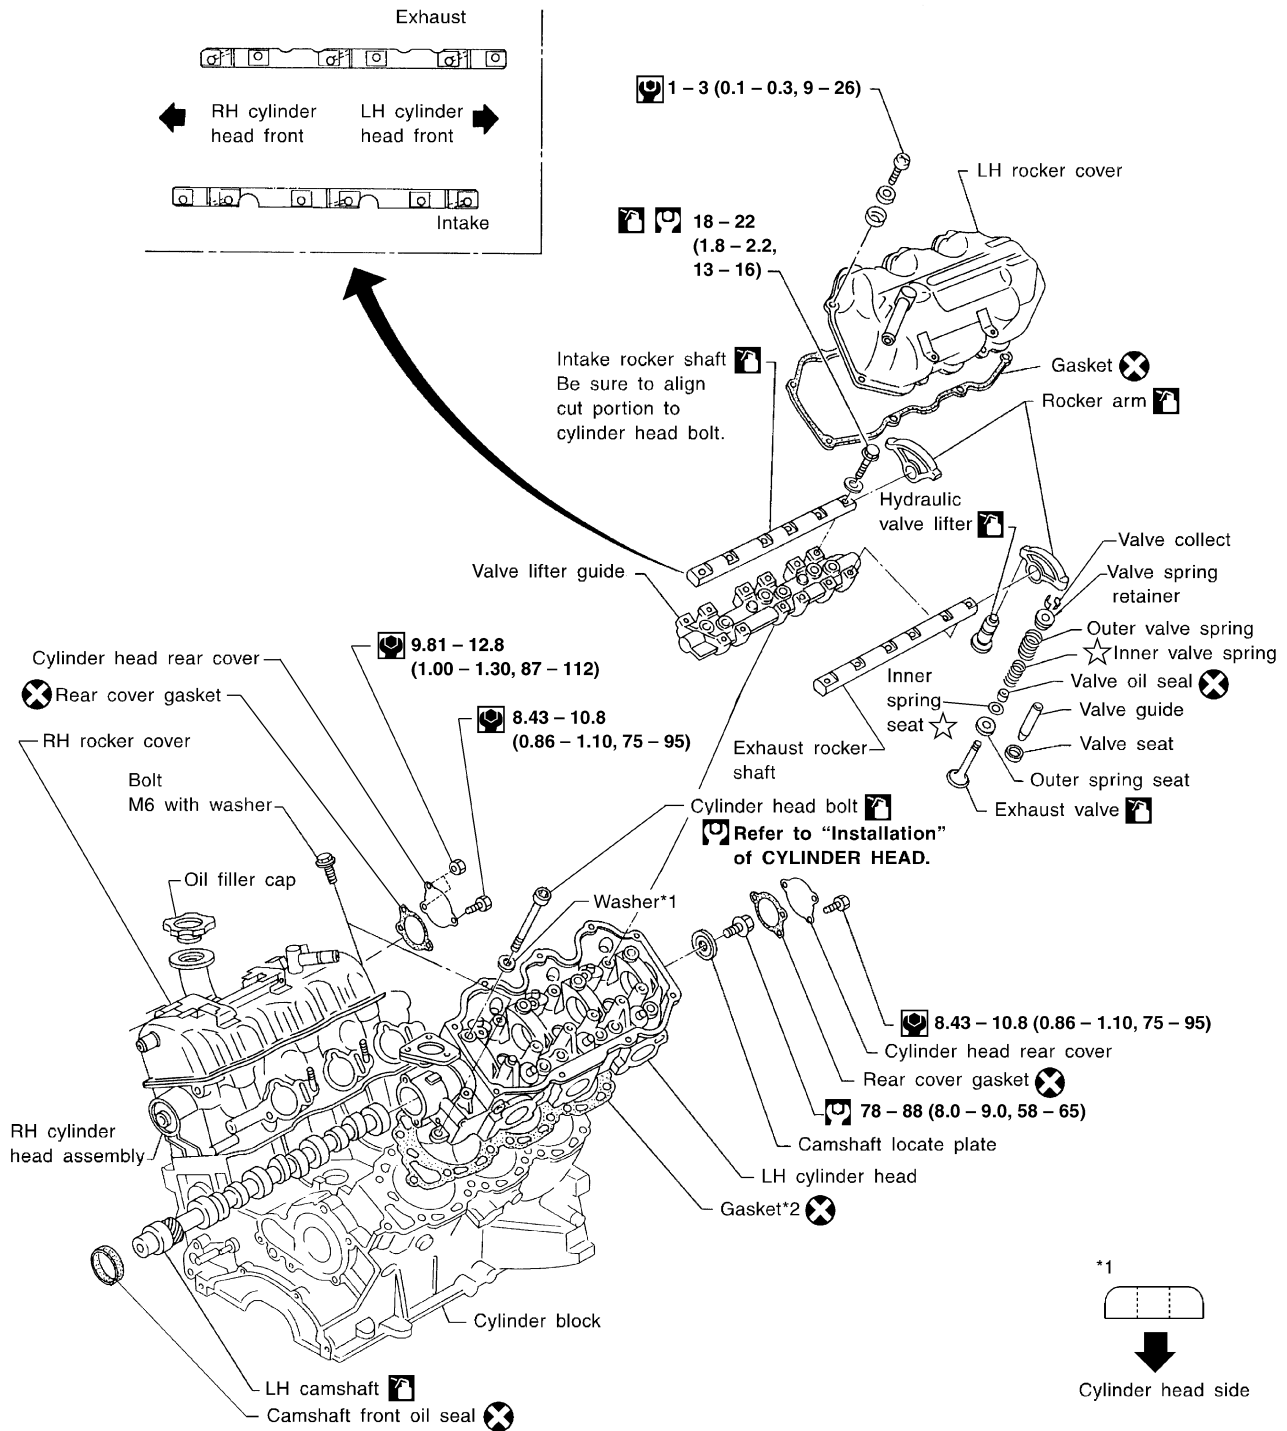 Exhaust
RH cylinder
head front
LH cylinder
head front
Intake
1 – 3 (0.1 – 0.3, 9 – 26)
LH rocker cover
18 – 22
(1.8 – 2.2,
13 – 16)
Intake rocker shaft
Be sure to align
cut portion to
cylinder head bolt.
Gasket
Rocker arm
Hydraulic
valve lifter
Valve collect
Valve spring
retainer
Valve lifter guide
Outer valve spring
Inner valve spring
Valve oil seal
Inner
spring
seat
Valve guide
Valve seat
Outer spring seat
Exhaust valve
Exhaust rocker
shaft
9.81 – 12.8
(1.00 – 1.30, 87 – 112)
Cylinder head rear cover
Rear cover gasket
8.43 – 10.8
(0.86 – 1.10, 75 – 95)
RH rocker cover
Bolt
M6 with washer
Cylinder head bolt
Refer to “Installation”
of CYLINDER HEAD.
Oil filler cap
Washer*1
8.43 – 10.8 (0.86 – 1.10, 75 – 95)
Cylinder head rear cover
Rear cover gasket
78 – 88 (8.0 – 9.0, 58 – 65)
Camshaft locate plate
LH cylinder head
Gasket*2
RH cylinder
head assembly
Cylinder block
LH camshaft
Camshaft front oil seal
*1
Cylinder head side